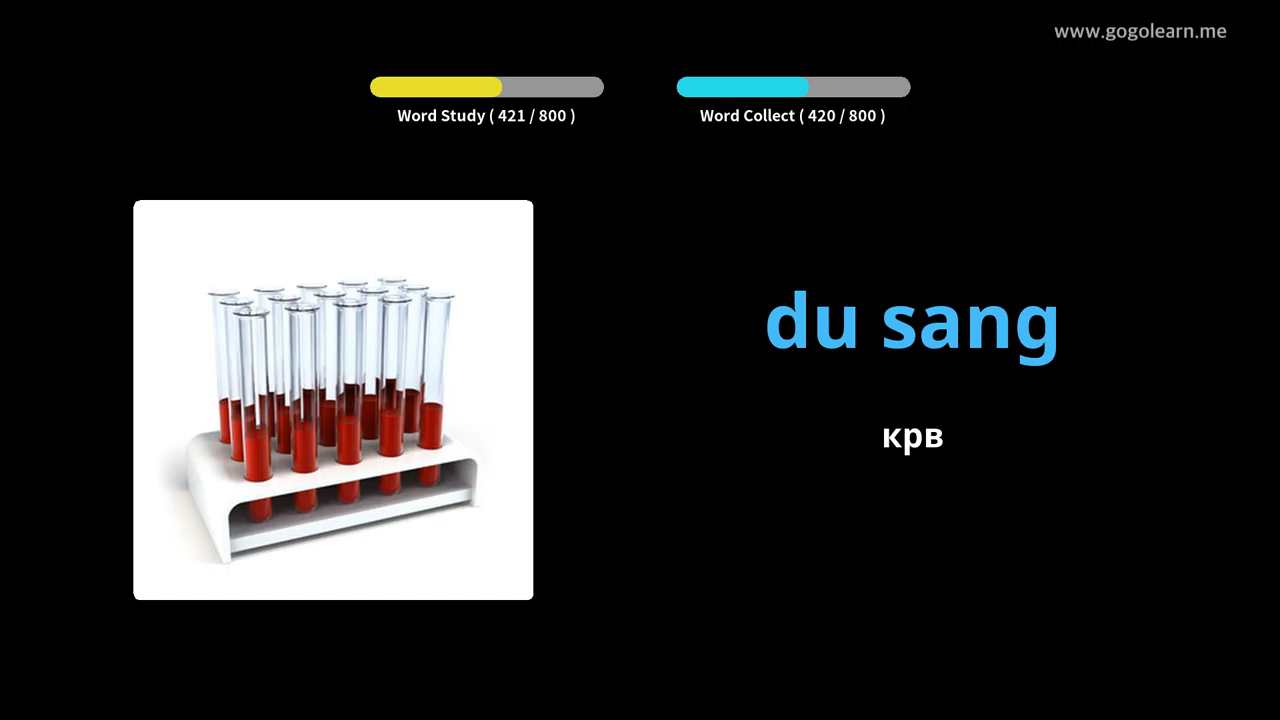 www.gogolearn.me
Word Study ( 421 / 800 )
Word Collect ( 420 / 800 )
du sang
крв